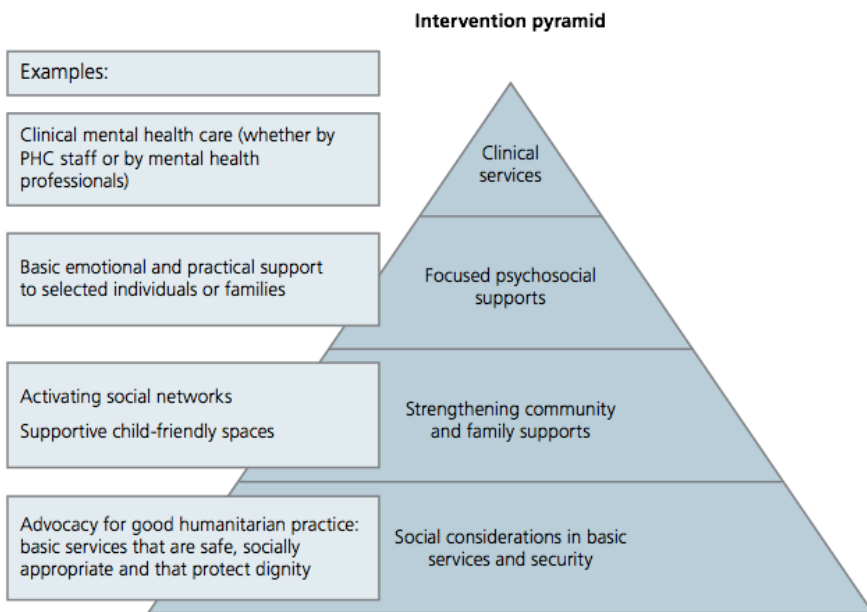 Intervention pyramid
Examples:
Clinical mental health care (whether by
PHC staff or by mental health
professionals)
Clinical
services
Basic emotional and practical support
to selected individuals or families
Focused psychosocial
supports
Activating social networks
Supportive child-friendly spaces
Strengthening community
and family supports
Advocacy for good humanitarian practice:
basic services that are safe, socially
appropriate and that protect dignity
Social considerations in basic
services and security